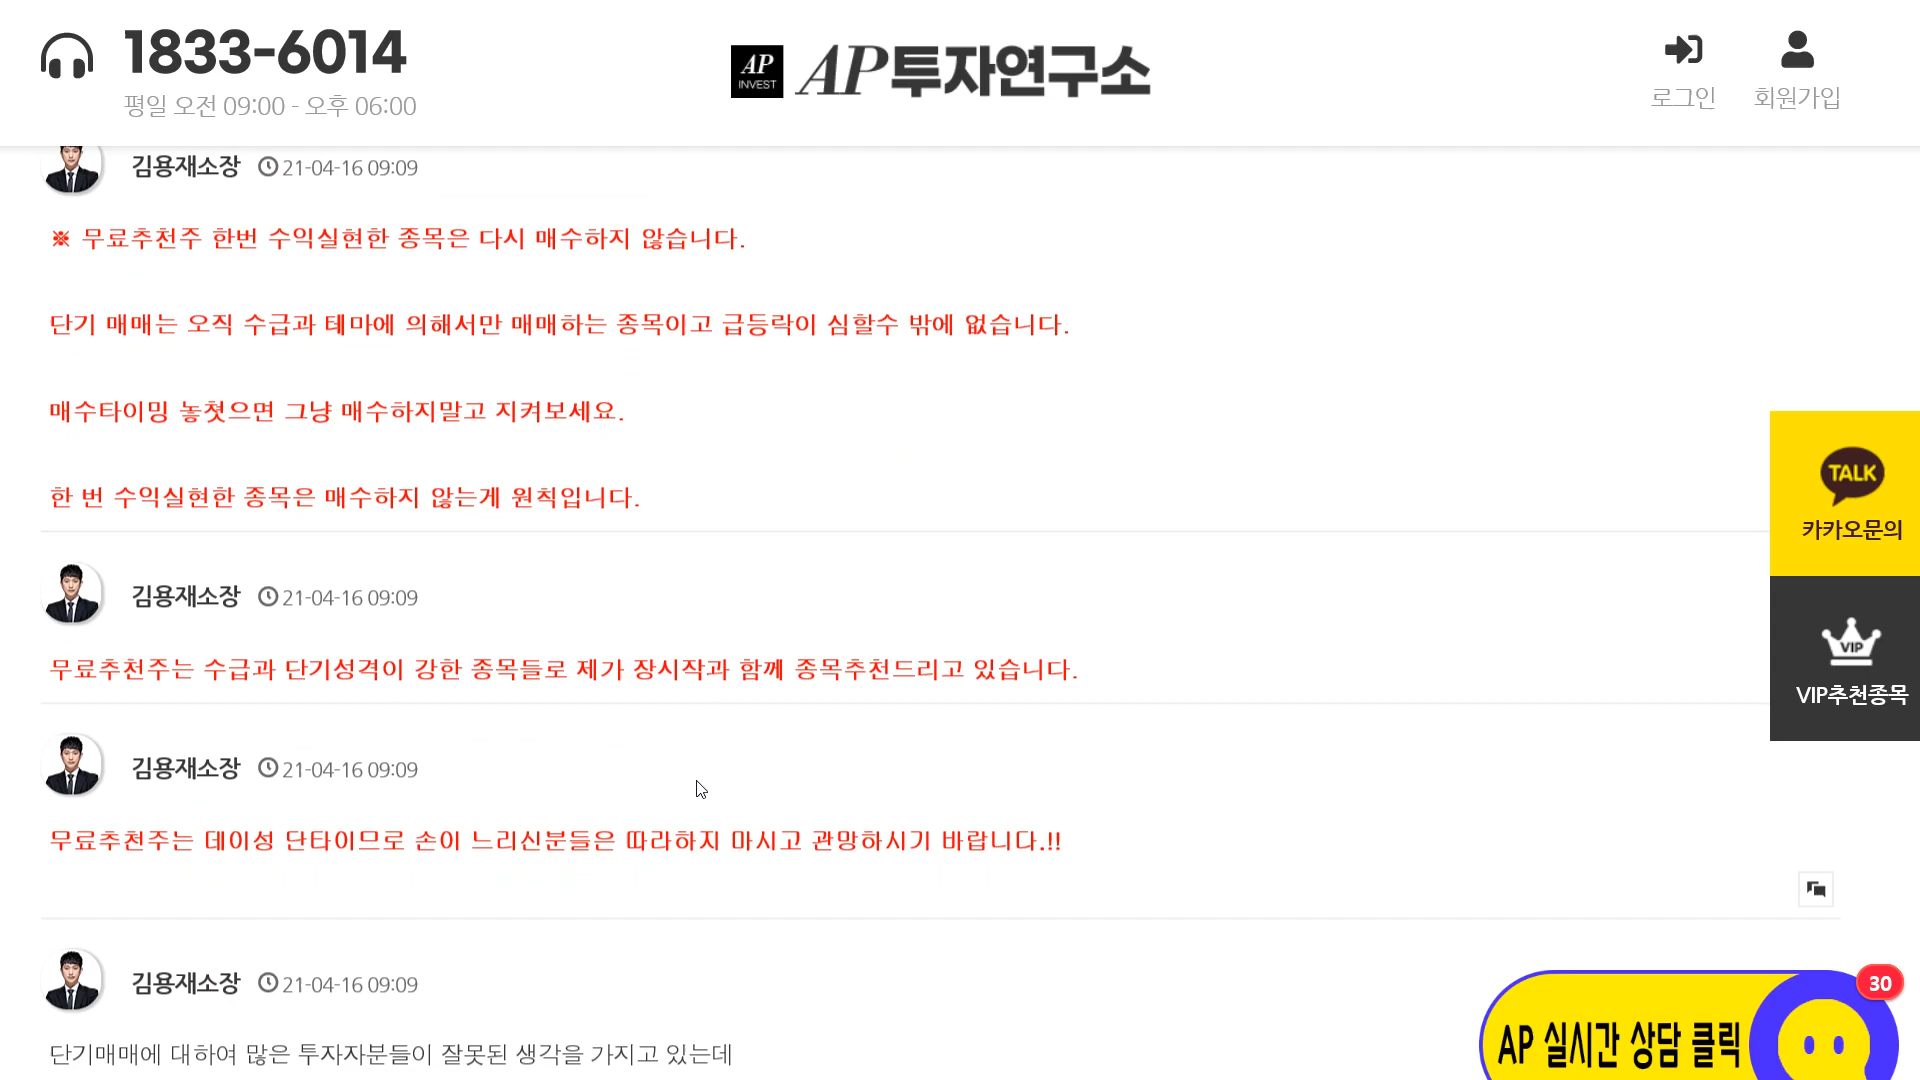 1833-6014
평일 오전 09:00 - 오후 06:00
AP
INVEST
AP투자연구소
로그인
회원가입
김용재소장 21-04-16 09:09
※ 무료추천주 한번 수익실현한 종목은 다시 매수하지 않습니다.
단기 매매는 오직 수급과 테마에 의해서만 매매하는 종목이고 급등락이 심할수 밖에 없습니다.
매수타이밍 놓쳣으면 그냥 매수하지말고 지켜보세요.
한 번 수익실현한 종목은 매수하지 않는게 원칙입니다.
TALK
카카오문의
김용재소장 21-04-16 09:09
무료추천주는 수급과 단기성격이 강한 종목들로 제가 장시작과 함께 종목추천드리고 있습니다.
VIP
VIP추천종목
김용재소장 21-04-16 09:09
무료추천주는 데이성 단타이므로 손이 느리신분들은 따라하지 마시고 관망하시기 바랍니다.!!
김용재소장 21-04-16 09:09
단기매매에 대하여 많은 투자자분들이 잘못된 생각을 가지고 있는데
30
AP 실시간 상담 클릭